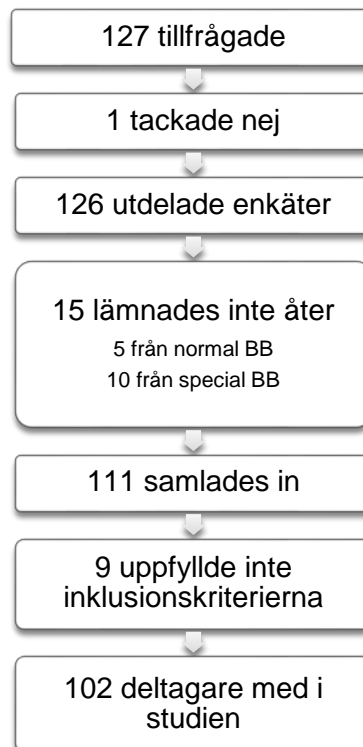 127 tillfrågade
1 tackade nej
126 utdelade enkäter
15 lämnades inte åter
5 från normal BB
10 från special BB
111 samlades in
9 uppfyllde inte
inklusionskriterierna
102 deltagare med i
studien